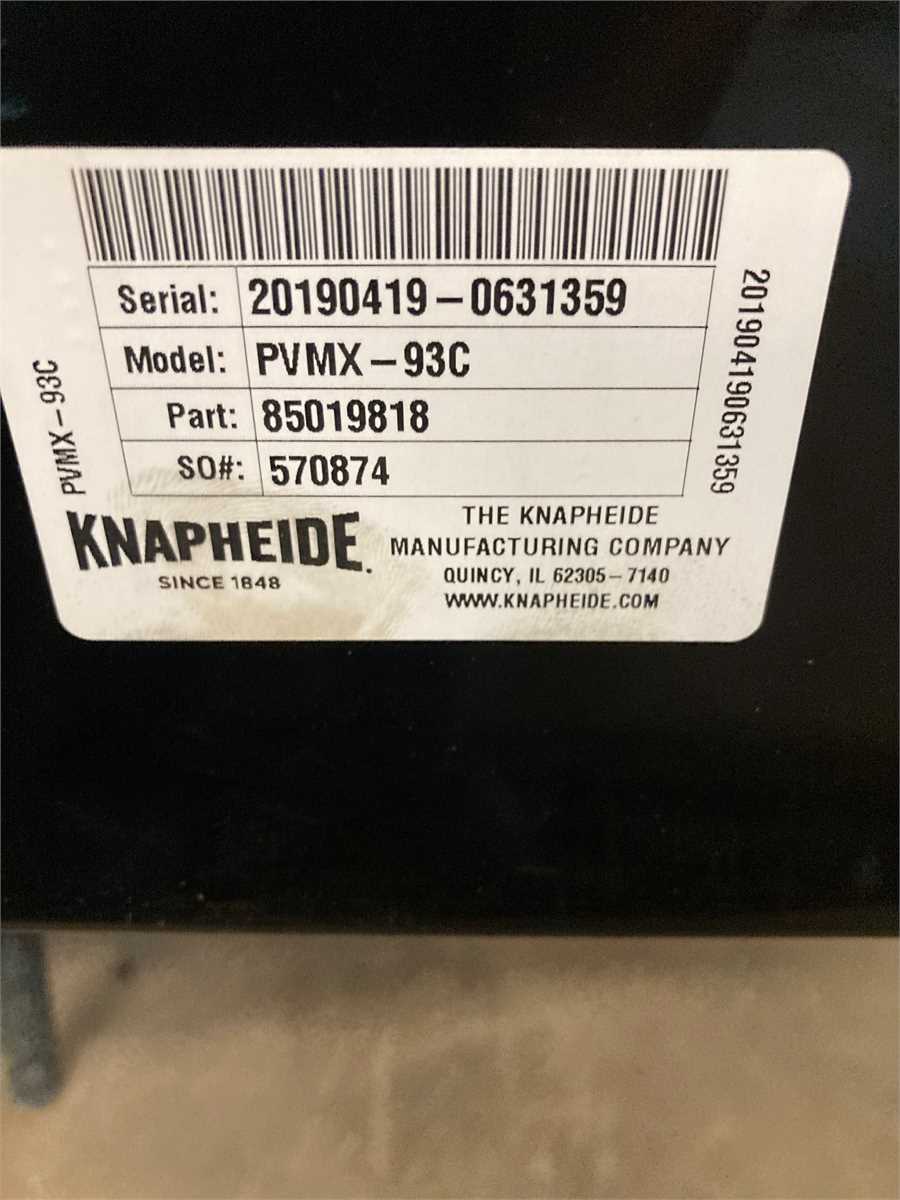 Serial: 20190419-0631359
Model: PVMX-93C
Part: 85019818
SO#: 570874
PVMX-93C
201904190631359
KNAPHEIDE.
SINCE 1848
THE KNAPHEIDE
MANUFACTURING COMPANY
QUINCY, IL 62305-7140
WWW.KNAPHEIDE.COM